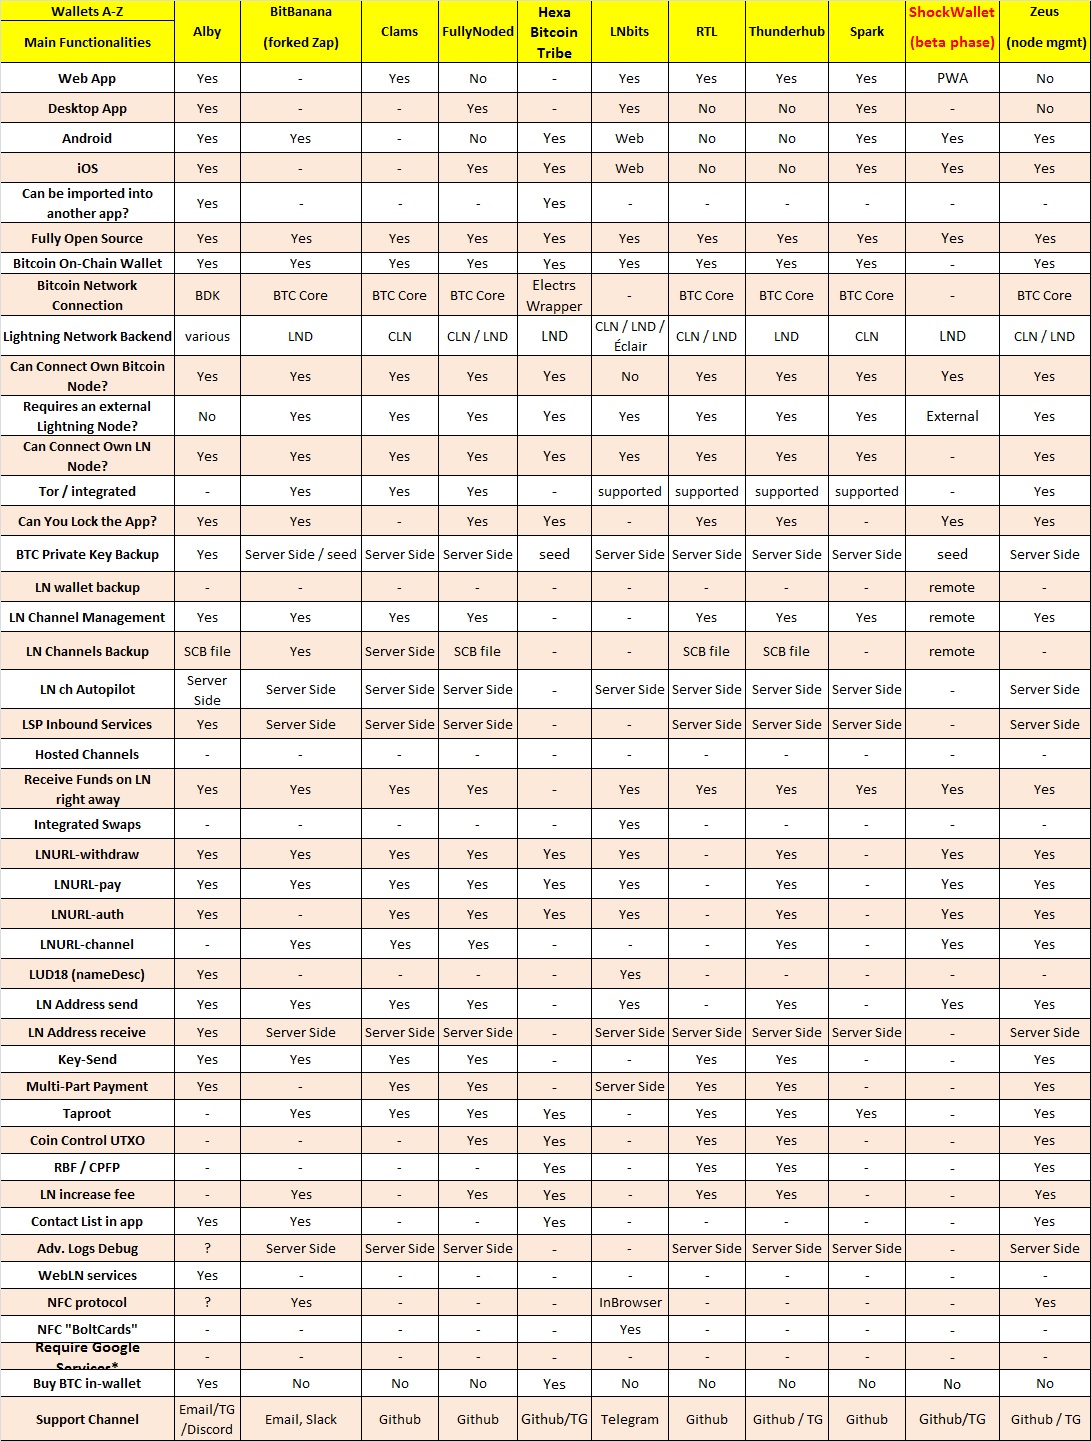 Wallets A-Z | Alby | BitBanana (forked Zap) | Clams | FullyNoded | Hexa Bitcoin Tribe | LNbits | RTL | Thunderhub | Spark | ShockWallet (beta phase) | Zeus (node mgmt)
Main Functionalities
Web App | Yes | - | Yes | No | - | Yes | Yes | Yes | Yes | PWA | No
Desktop App | Yes | - | - | Yes | - | Yes | No | No | Yes | - | No
Android | Yes | Yes | - | No | Yes | Web | No | No | Yes | Yes | Yes
iOS | Yes | - | - | Yes | Yes | Web | No | No | Yes | Yes | Yes
Can be imported into another app? | Yes | - | - | - | Yes | - | - | - | - | - | -
Fully Open Source | Yes | Yes | Yes | Yes | Yes | Yes | Yes | Yes | Yes | Yes | Yes
Bitcoin On-Chain Wallet | Yes | Yes | Yes | Yes | Yes | Yes | Yes | Yes | Yes | - | Yes
Bitcoin Network Connection | BDK | BTC Core | BTC Core | BTC Core | Electrs Wrapper | - | BTC Core | BTC Core | BTC Core | - | BTC Core
Lightning Network Backend | various | LND | CLN | CLN / LND | LND | CLN / LND / Éclair | CLN / LND | LND | CLN | LND | CLN / LND
Can Connect Own Bitcoin Node? | Yes | Yes | Yes | Yes | Yes | No | Yes | Yes | Yes | Yes | Yes
Requires an external Lightning Node? | No | Yes | Yes | Yes | Yes | Yes | Yes | Yes | Yes | External | Yes
Can Connect Own LN Node? | Yes | Yes | Yes | Yes | Yes | Yes | Yes | Yes | Yes | - | Yes
Tor / integrated | - | Yes | Yes | Yes | - | supported | supported | supported | supported | - | Yes
Can You Lock the App? | Yes | Yes | - | Yes | Yes | - | Yes | Yes | - | Yes | Yes
BTC Private Key Backup | Yes | Server Side / seed | Server Side | Server Side | seed | Server Side | Server Side | Server Side | Server Side | seed | Server Side
LN wallet backup | - | - | - | - | - | - | - | - | - | remote | -
LN Channel Management | Yes | Yes | Yes | Yes | - | - | Yes | Yes | Yes | remote | Yes
LN Channels Backup | SCB file | Yes | Server Side | SCB file | - | - | SCB file | SCB file | - | remote | -
LN ch Autopilot | Server Side | Server Side | Server Side | Server Side | - | Server Side | Server Side | Server Side | Server Side | - | Server Side
LSP Inbound Services | Yes | Server Side | Server Side | Server Side | - | - | Server Side | Server Side | Server Side | - | Server Side
Hosted Channels | - | - | - | - | - | - | - | - | - | - | -
Receive Funds on LN right away | Yes | Yes | Yes | Yes | - | Yes | Yes | Yes | Yes | Yes | Yes
Integrated Swaps | - | - | - | - | - | Yes | - | - | - | - | -
LNURL-withdraw | Yes | Yes | Yes | Yes | Yes | Yes | - | Yes | - | Yes | Yes
LNURL-pay | Yes | Yes | Yes | Yes | Yes | Yes | - | Yes | - | Yes | Yes
LNURL-auth | Yes | - | Yes | Yes | Yes | Yes | - | Yes | - | Yes | Yes
LNURL-channel | - | Yes | Yes | Yes | - | - | - | Yes | - | Yes | Yes
LUD18 (nameDesc) | Yes | - | - | - | - | Yes | - | - | - | - | -
LN Address send | Yes | Yes | Yes | Yes | - | Yes | - | Yes | - | Yes | Yes
LN Address receive | Yes | Server Side | Server Side | Server Side | - | Server Side | Server Side | Server Side | Server Side | - | Server Side
Key-Send | Yes | Yes | Yes | Yes | - | - | Yes | Yes | - | - | Yes
Multi-Part Payment | Yes | - | Yes | Yes | - | Server Side | Yes | Yes | - | - | Yes
Taproot | - | Yes | Yes | Yes | Yes | - | Yes | Yes | Yes | - | Yes
Coin Control UTXO | - | - | - | Yes | Yes | - | Yes | Yes | - | - | Yes
RBF / CPFP | - | - | - | - | Yes | - | Yes | Yes | - | - | Yes
LN increase fee | - | Yes | - | Yes | Yes | - | Yes | Yes | - | - | Yes
Contact List in app | Yes | Yes | - | - | Yes | - | - | - | - | - | Yes
Adv. Logs Debug | ? | Server Side | Server Side | Server Side | - | - | Server Side | Server Side | Server Side | - | Server Side
WebLN services | Yes | - | - | - | - | - | - | - | - | - | -
NFC protocol | ? | Yes | - | - | - | InBrowser | - | - | - | - | Yes
NFC "BoltCards" | - | - | - | - | - | Yes | - | - | - | - | -
Require Google Services* | - | - | - | - | - | - | - | - | - | - | -
Buy BTC in-wallet | Yes | No | No | No | Yes | No | No | No | No | No | No
Support Channel | Email/TG /Discord | Email, Slack | Github | Github | Github/TG | Telegram | Github | Github / TG | Github | Github/TG | Github / TG